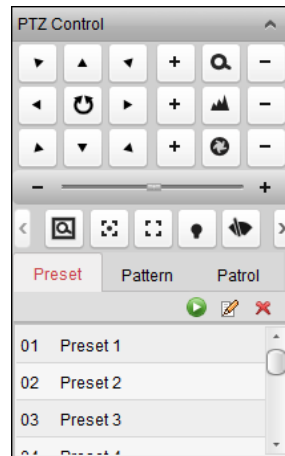 PTZ Control
Preset Pattern Patrol
01 Preset 1
02 Preset 2
03 Preset 3